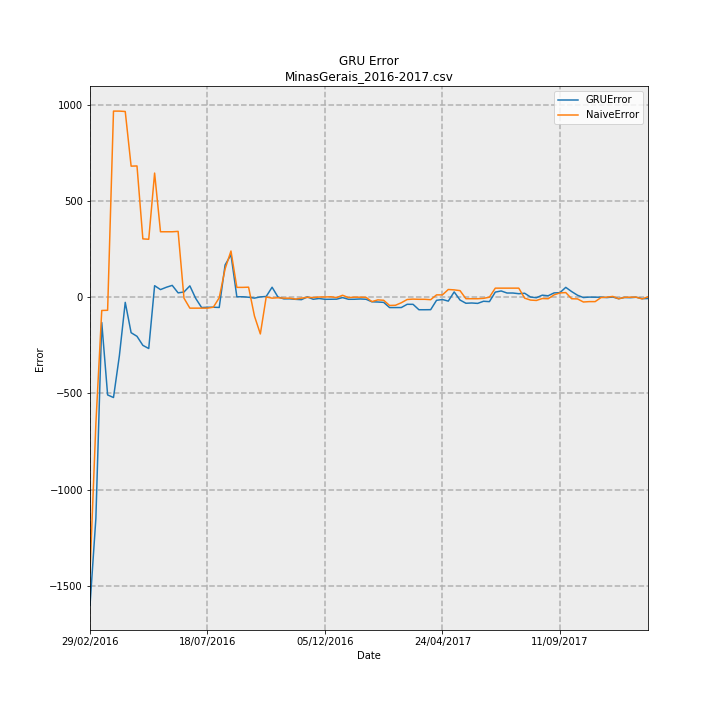 GRU Error
MinasGerais_2016-2017.csv
GRUError
NaiveError
1000
500
0
−500
−1000
−1500
Error
29/02/2016
18/07/2016
05/12/2016
24/04/2017
11/09/2017
Date